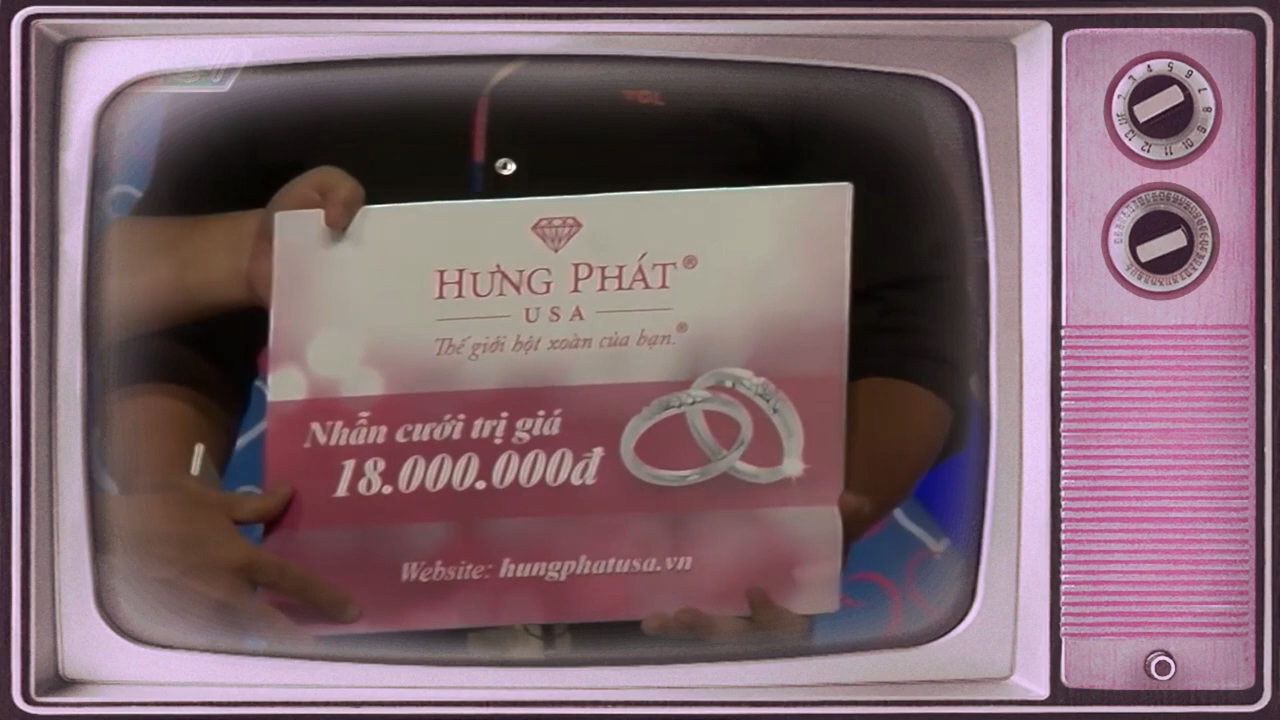 TCL
HƯNG PHÁT®
USA
Thế giới hột xoàn của bạn.®
Nhẫn cưới trị giá
18.000.000đ
Website: hungphatusa.vn